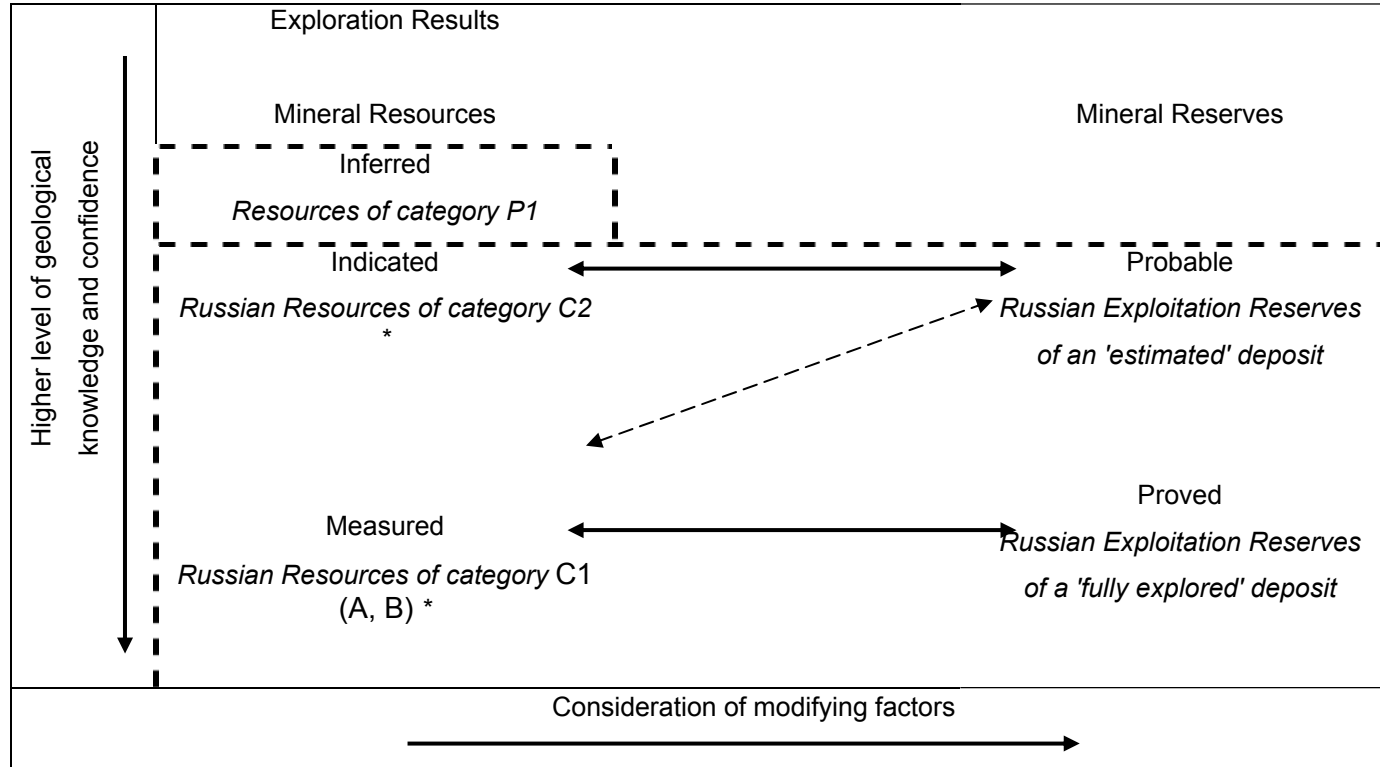 Exploration Results
Mineral Resources
Mineral Reserves
Higher level of geological
knowledge and confidence
Inferred
Resources of category P1
Indicated
Russian Resources of category C2
*
Probable
Russian Exploitation Reserves
of an 'estimated' deposit
Measured
Russian Resources of category C1
(A, B) *
Proved
Russian Exploitation Reserves
of a 'fully explored' deposit
Consideration of modifying factors